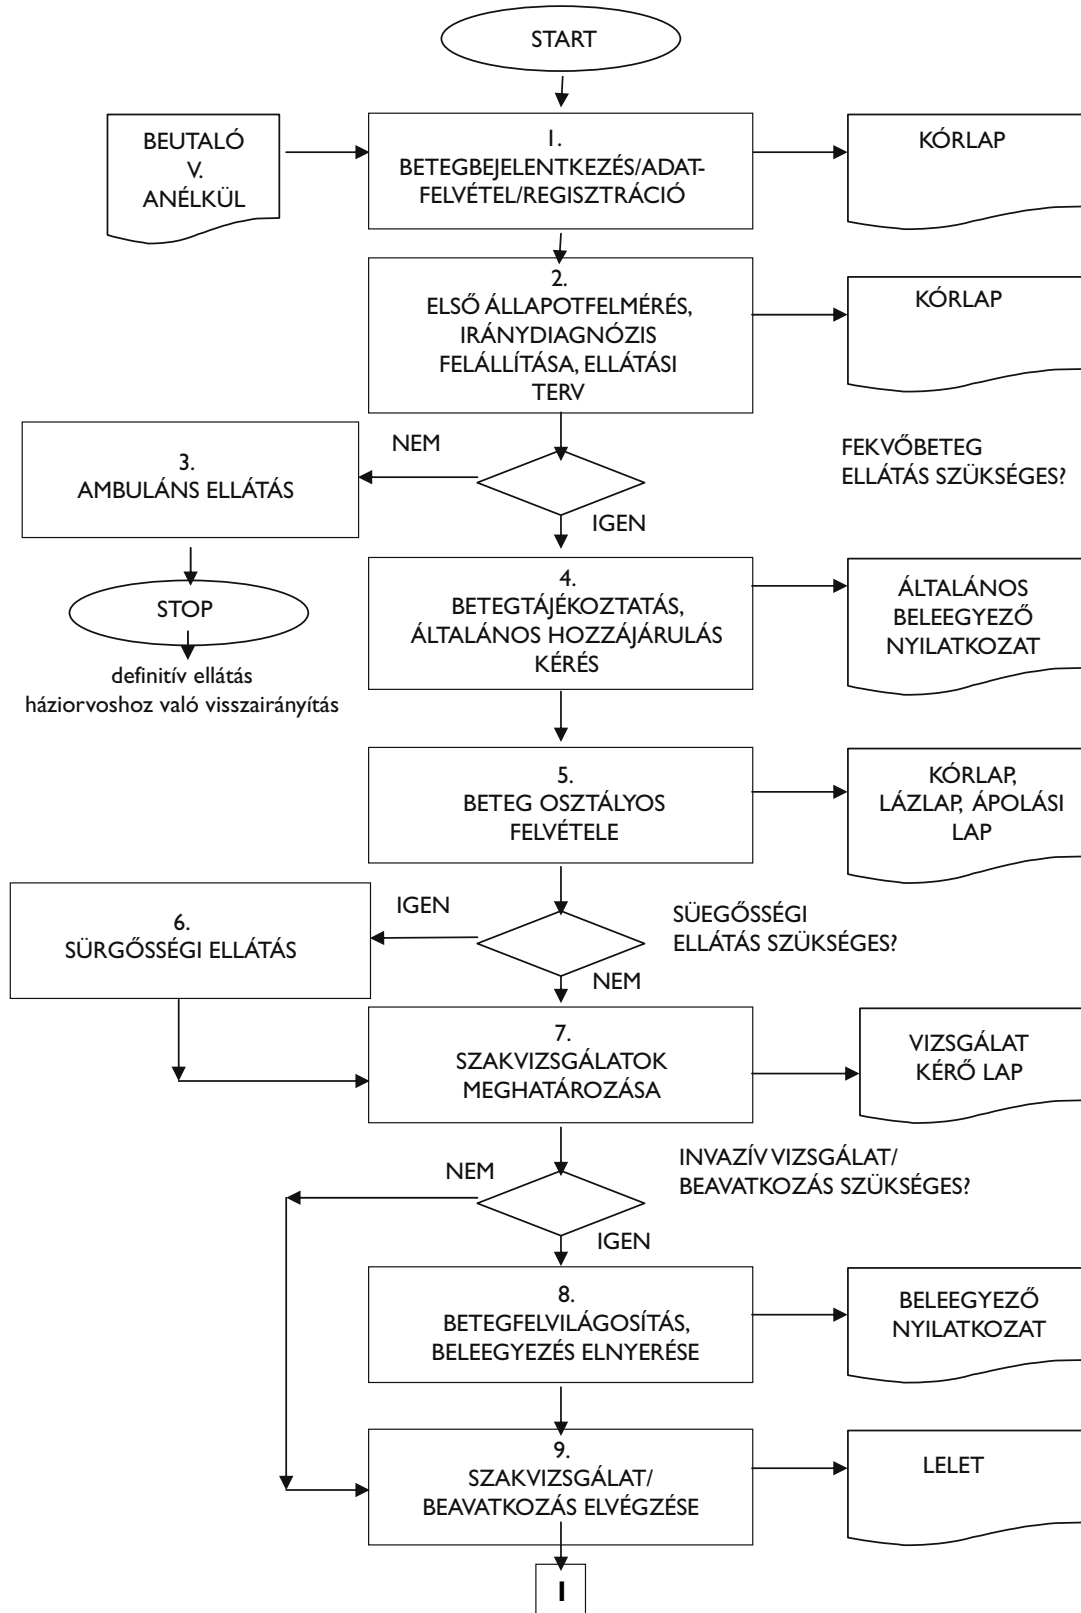 START
BEUTALÓ
V.
ANÉLKÜL
1.
BETEGBEJELENTKEZÉS/ADAT-
FELVÉTEL/REGISZTRÁCIÓ
KÓRLAP
2.
ELSŐ ÁLLAPOTFELMÉRÉS,
IRÁNYDIAGNÓZIS
FELÁLLÍTÁSA, ELLÁTÁSI
TERV
KÓRLAP
NEM
FEKVŐBETEG
ELLÁTÁS SZÜKSÉGES?
3.
AMBULÁNS ELLÁTÁS
IGEN
STOP
definitív ellátás
háziorvoshoz való visszairányítás
4.
BETEGTÁJÉKOZTATÁS,
ÁLTALÁNOS HOZZÁJÁRULÁS
KÉRÉS
ÁLTALÁNOS
BELEEGYEZŐ
NYILATKOZAT
5.
BETEG OSZTÁLYOS
FELVÉTELE
KÓRLAP,
LÁZLAP, ÁPOLÁSI
LAP
IGEN
SÜEGŐSSÉGI
ELLÁTÁS SZÜKSÉGES?
6.
SÜRGŐSSÉGI ELLÁTÁS
NEM
7.
SZAKVIZSGÁLATOK
MEGHATÁROZÁSA
VIZSGÁLAT
KÉRŐ LAP
NEM
INVAZÍV VIZSGÁLAT/
BEAVATKOZÁS SZÜKSÉGES?
IGEN
8.
BETEGFELVILÁGOSÍTÁS,
BELEEGYEZÉS ELNYERÉSE
BELEEGYEZŐ
NYILATKOZAT
9.
SZAKVIZSGÁLAT/
BEAVATKOZÁS ELVÉGZÉSE
LELET
1